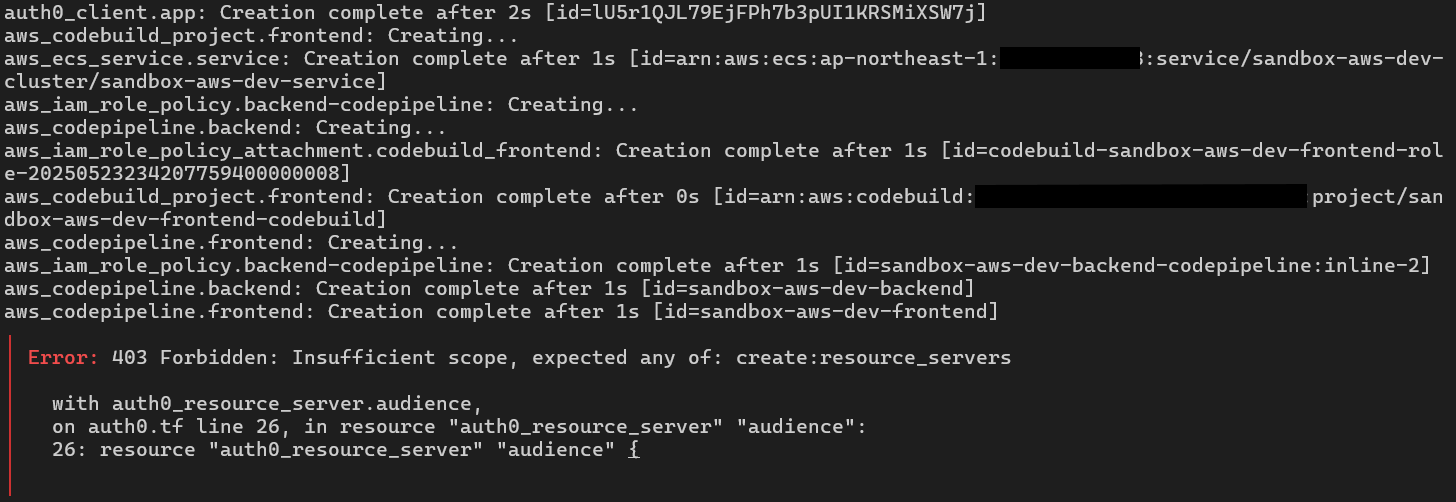 auth0_client.app: Creation complete after 2s [id=lU5r1QJL79EjFPh7b3pUI1KRSMiXSW7j]
aws_codebuild_project.frontend: Creating...
aws_ecs_service.service: Creation complete after 1s [id=arn:aws:ecs:ap-northeast-1: :service/sandbox-aws-dev-
cluster/sandbox-aws-dev-service]
aws_iam_role_policy.backend-codepipeline: Creating...
aws_codepipeline.backend: Creating...
aws_iam_role_policy_attachment.codebuild_frontend: Creation complete after 1s [id=codebuild-sandbox-aws-dev-frontend-rol
e-20250523234207759400000008]
aws_codebuild_project.frontend: Creation complete after 0s [id=arn:aws:codebuild: project/san
dbox-aws-dev-frontend-codebuild]
aws_codepipeline.frontend: Creating...
aws_iam_role_policy.backend-codepipeline: Creation complete after 1s [id=sandbox-aws-dev-backend-codepipeline:inline-2]
aws_codepipeline.backend: Creation complete after 1s [id=sandbox-aws-dev-backend]
aws_codepipeline.frontend: Creation complete after 1s [id=sandbox-aws-dev-frontend]
Error: 403 Forbidden: Insufficient scope, expected any of: create:resource_servers
with auth0_resource_server.audience,
on auth0.tf line 26, in resource "auth0_resource_server" "audience":
26: resource "auth0_resource_server" "audience" {